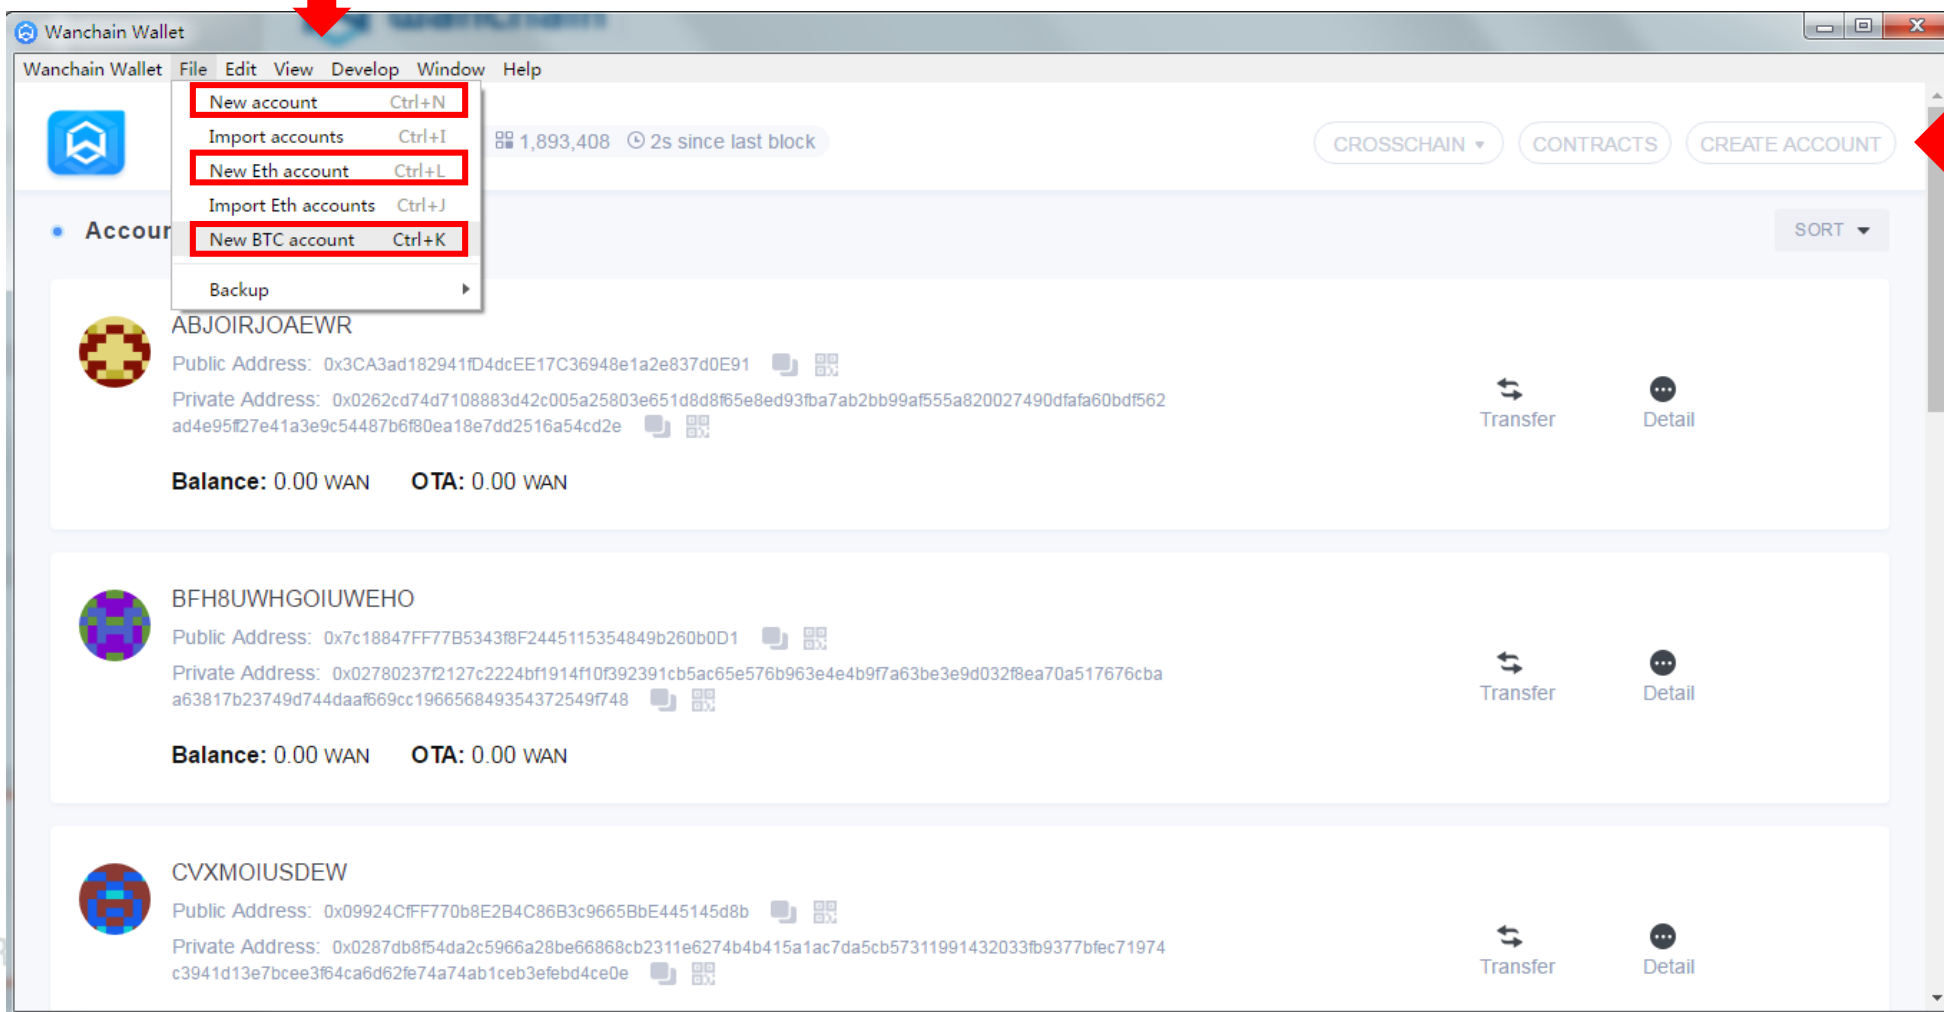 wanchain
Wanchain Wallet
Wanchain Wallet File Edit View Develop Window Help
New account Ctrl+N
Import accounts Ctrl+I
New Eth account Ctrl+L
Import Eth accounts Ctrl+J
New BTC account Ctrl+K
Backup
1,893,408 2s since last block
CROSSCHAIN CONTRACTS CREATE ACCOUNT
Accour
SORT
ABJOIRJOAEWR
Public Address: 0x3CA3ad182941fD4dcEE17C36948e1a2e837d0E91
Private Address: 0x0262cd74d7108883d42c005a25803e651d8d8f65e8ed93fba7ab2bb99af555a820027490dfafa60bdf562
ad4e95ff27e41a3e9c54487b6f80ea18e7dd2516a54cd2e
Transfer Detail
Balance: 0.00 WAN OTA: 0.00 WAN
BFH8UWHGOIUWEHO
Public Address: 0x7c18847FF77B5343f8F2445115354849b260b0D1
Private Address: 0x02780237f2127c2224bf1914f10f392391cb5ac65e576b963e4e4b9f7a63be3e9d032f8ea70a517676cba
a63817b23749d744daaf669cc196656849354372549f748
Transfer Detail
Balance: 0.00 WAN OTA: 0.00 WAN
CVXMOIUSDEW
Public Address: 0x09924CfFF770b8E2B4C86B3c9665BbE445145d8b
Private Address: 0x0287db8f54da2c5966a28be66868cb2311e6274b4b415a1ac7da5cb57311991432033fb9377bfec71974
c3941d13e7bcee3f64ca6d62fe74a74ab1ceb3efebd4ce0e
Transfer Detail